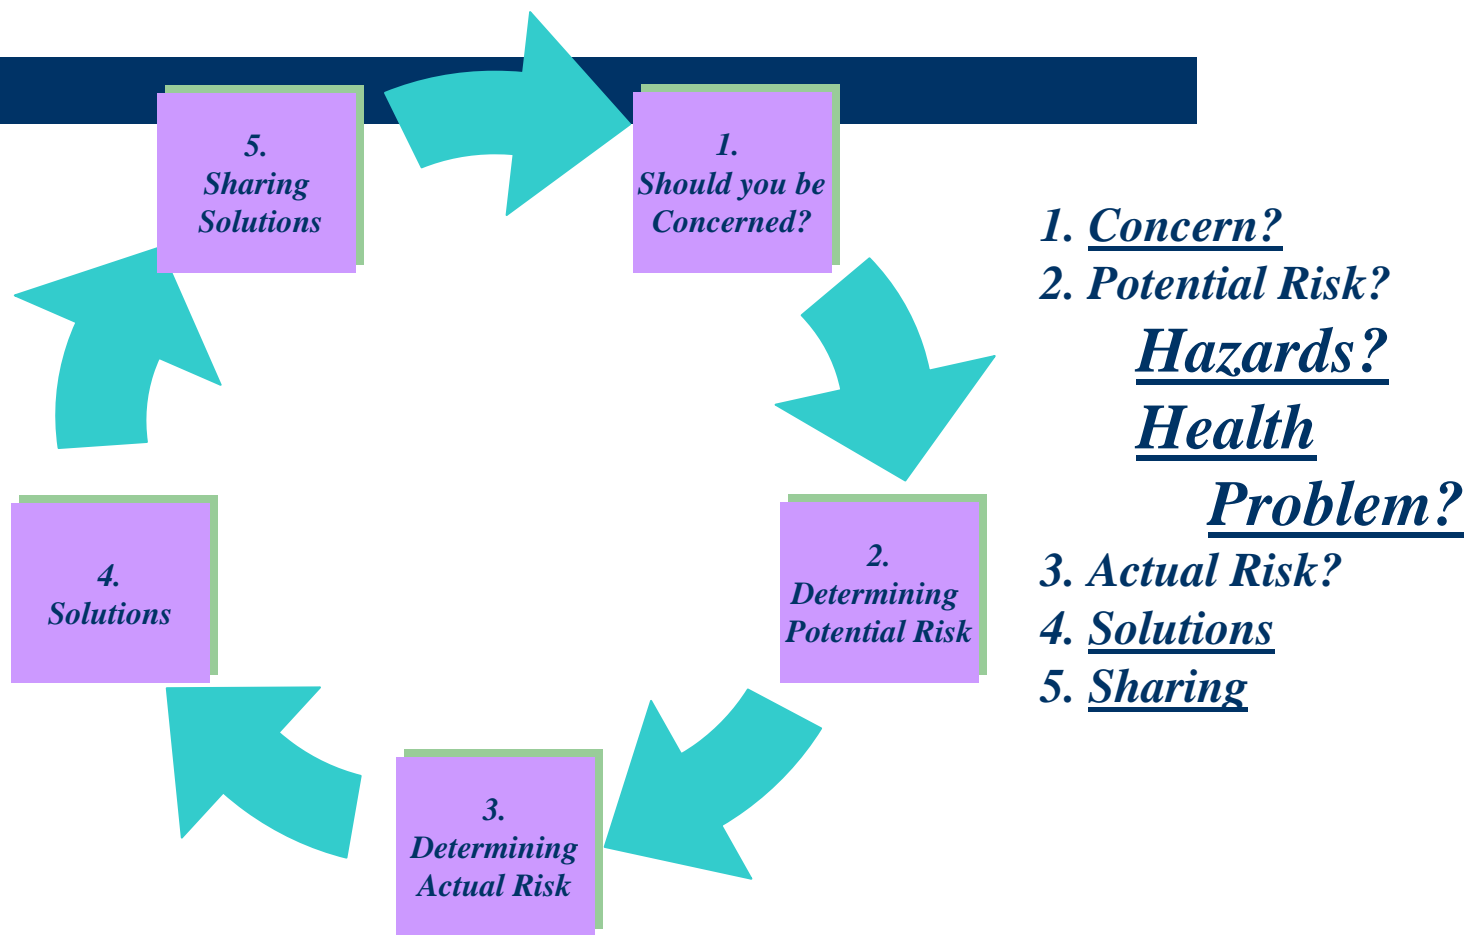 5.
Sharing
Solutions
1.
Should you be
Concerned?
2.
Determining
Potential Risk
3.
Determining
Actual Risk
4.
Solutions
1. Concern?
2. Potential Risk?
Hazards?
Health
Problem?
3. Actual Risk?
4. Solutions
5. Sharing